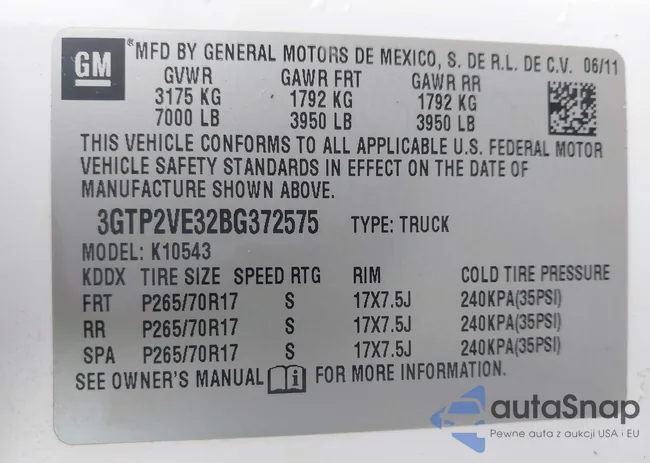 GM ®MFD BY GENERAL MOTORS DE MEXICO, S. DE R.L. DE C.V. 06/11
GVWR GAWR FRT GAWR RR
3175 KG 1792 KG 1792 KG
7000 LB 3950 LB 3950 LB
THIS VEHICLE CONFORMS TO ALL APPLICABLE U.S. FEDERAL MOTOR
VEHICLE SAFETY STANDARDS IN EFFECT ON THE DATE OF
MANUFACTURE SHOWN ABOVE.
3GTP2VE32BG372575 TYPE: TRUCK
MODEL: K10543
KDDX TIRE SIZE SPEED RTG RIM COLD TIRE PRESSURE
FRT P265/70R17 S 17X7.5J 240KPA(35PSI)
RR P265/70R17 S 17X7.5J 240KPA(35PSI)
SPA P265/70R17 S 17X7.5J 240KPA(35PSI)
SEE OWNER'S MANUAL i FOR MORE INFORMATION.
autaSnap
Pewne auta z aukcji USA i EU